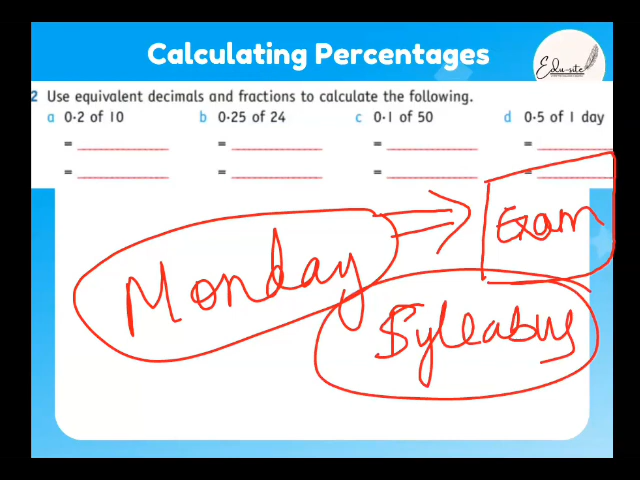 Calculating Percentages
Edu-site
2 Use equivalent decimals and fractions to calculate the following.
a 0·2 of 10 b 0·25 of 24 c 0·1 of 50 d 0·5 of 1 day
= = = =
= = = =
Monday ⇒ Exam
Sylleabus